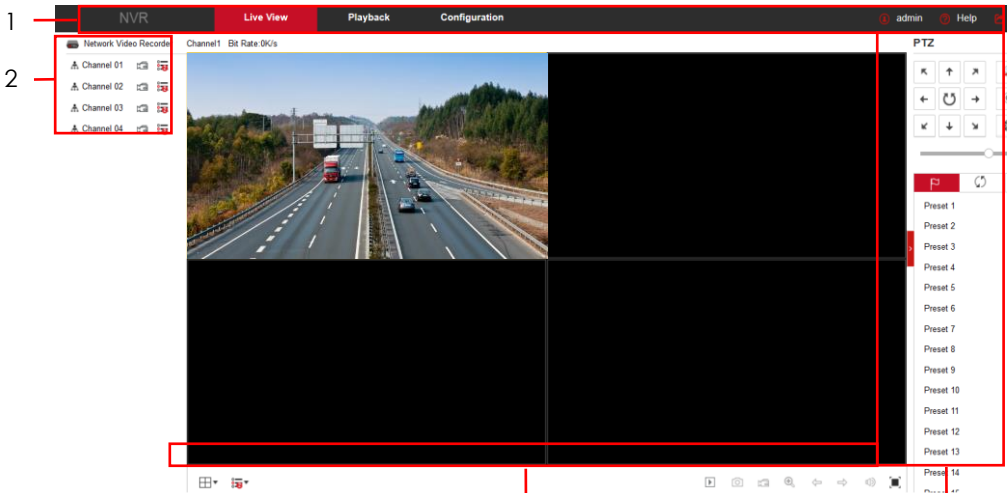 1
NVR Live View Playback Configuration admin Help
2
Network Video Recorde
Channel1 Bit Rate:0K/s
PTZ
Channel 01
Channel 02
Channel 03
Channel 04
Preset 1
Preset 2
Preset 3
Preset 4
Preset 5
Preset 6
Preset 7
Preset 8
Preset 9
Preset 10
Preset 11
Preset 12
Preset 13
Preset 14